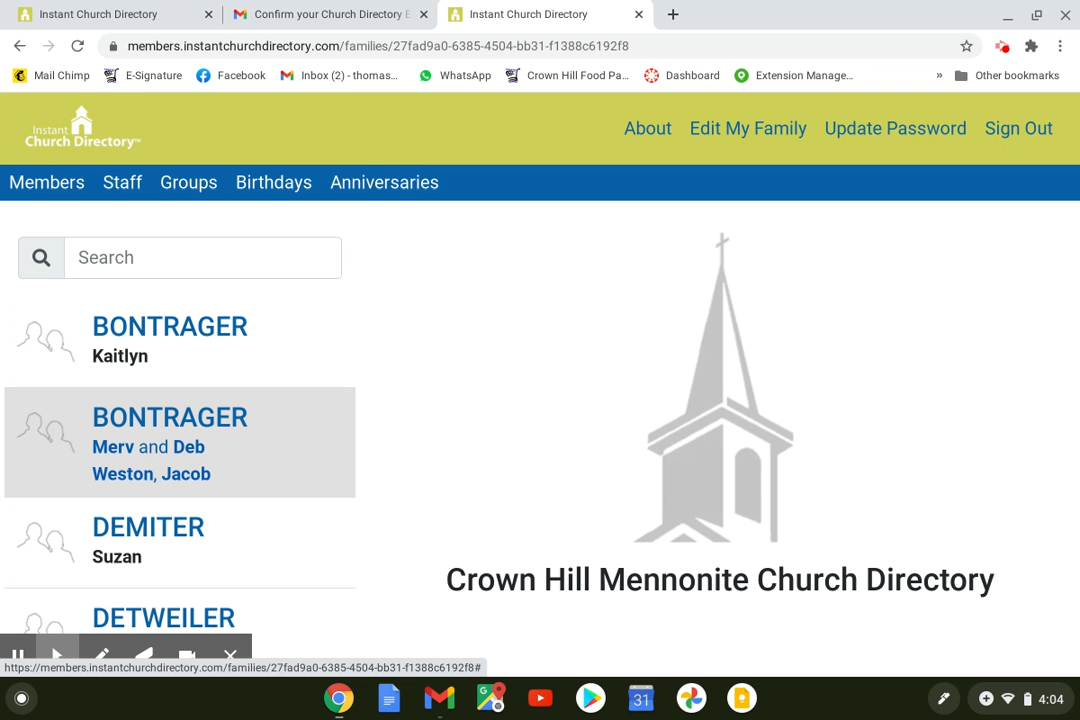 Instant Church Directory
Confirm your Church Directory E
Instant Church Directory
members.instantchurchdirectory.com/families/27fad9a0-6385-4504-bb31-f1388c6192f8
Mail Chimp
E-Signature
Facebook
Inbox (2) - thomas...
WhatsApp
Crown Hill Food Pa...
Dashboard
Extension Manage...
»
Other bookmarks
Instant
Church Directory™
About
Edit My Family
Update Password
Sign Out
Members
Staff
Groups
Birthdays
Anniversaries
Search
BONTRAGER
Kaitlyn
BONTRAGER
Merv and Deb
Weston, Jacob
DEMITER
Suzan
DETWEILER
Crown Hill Mennonite Church Directory
https://members.instantchurchdirectory.com/families/27fad9a0-6385-4504-bb31-f1388c6192f8#
31
4:04